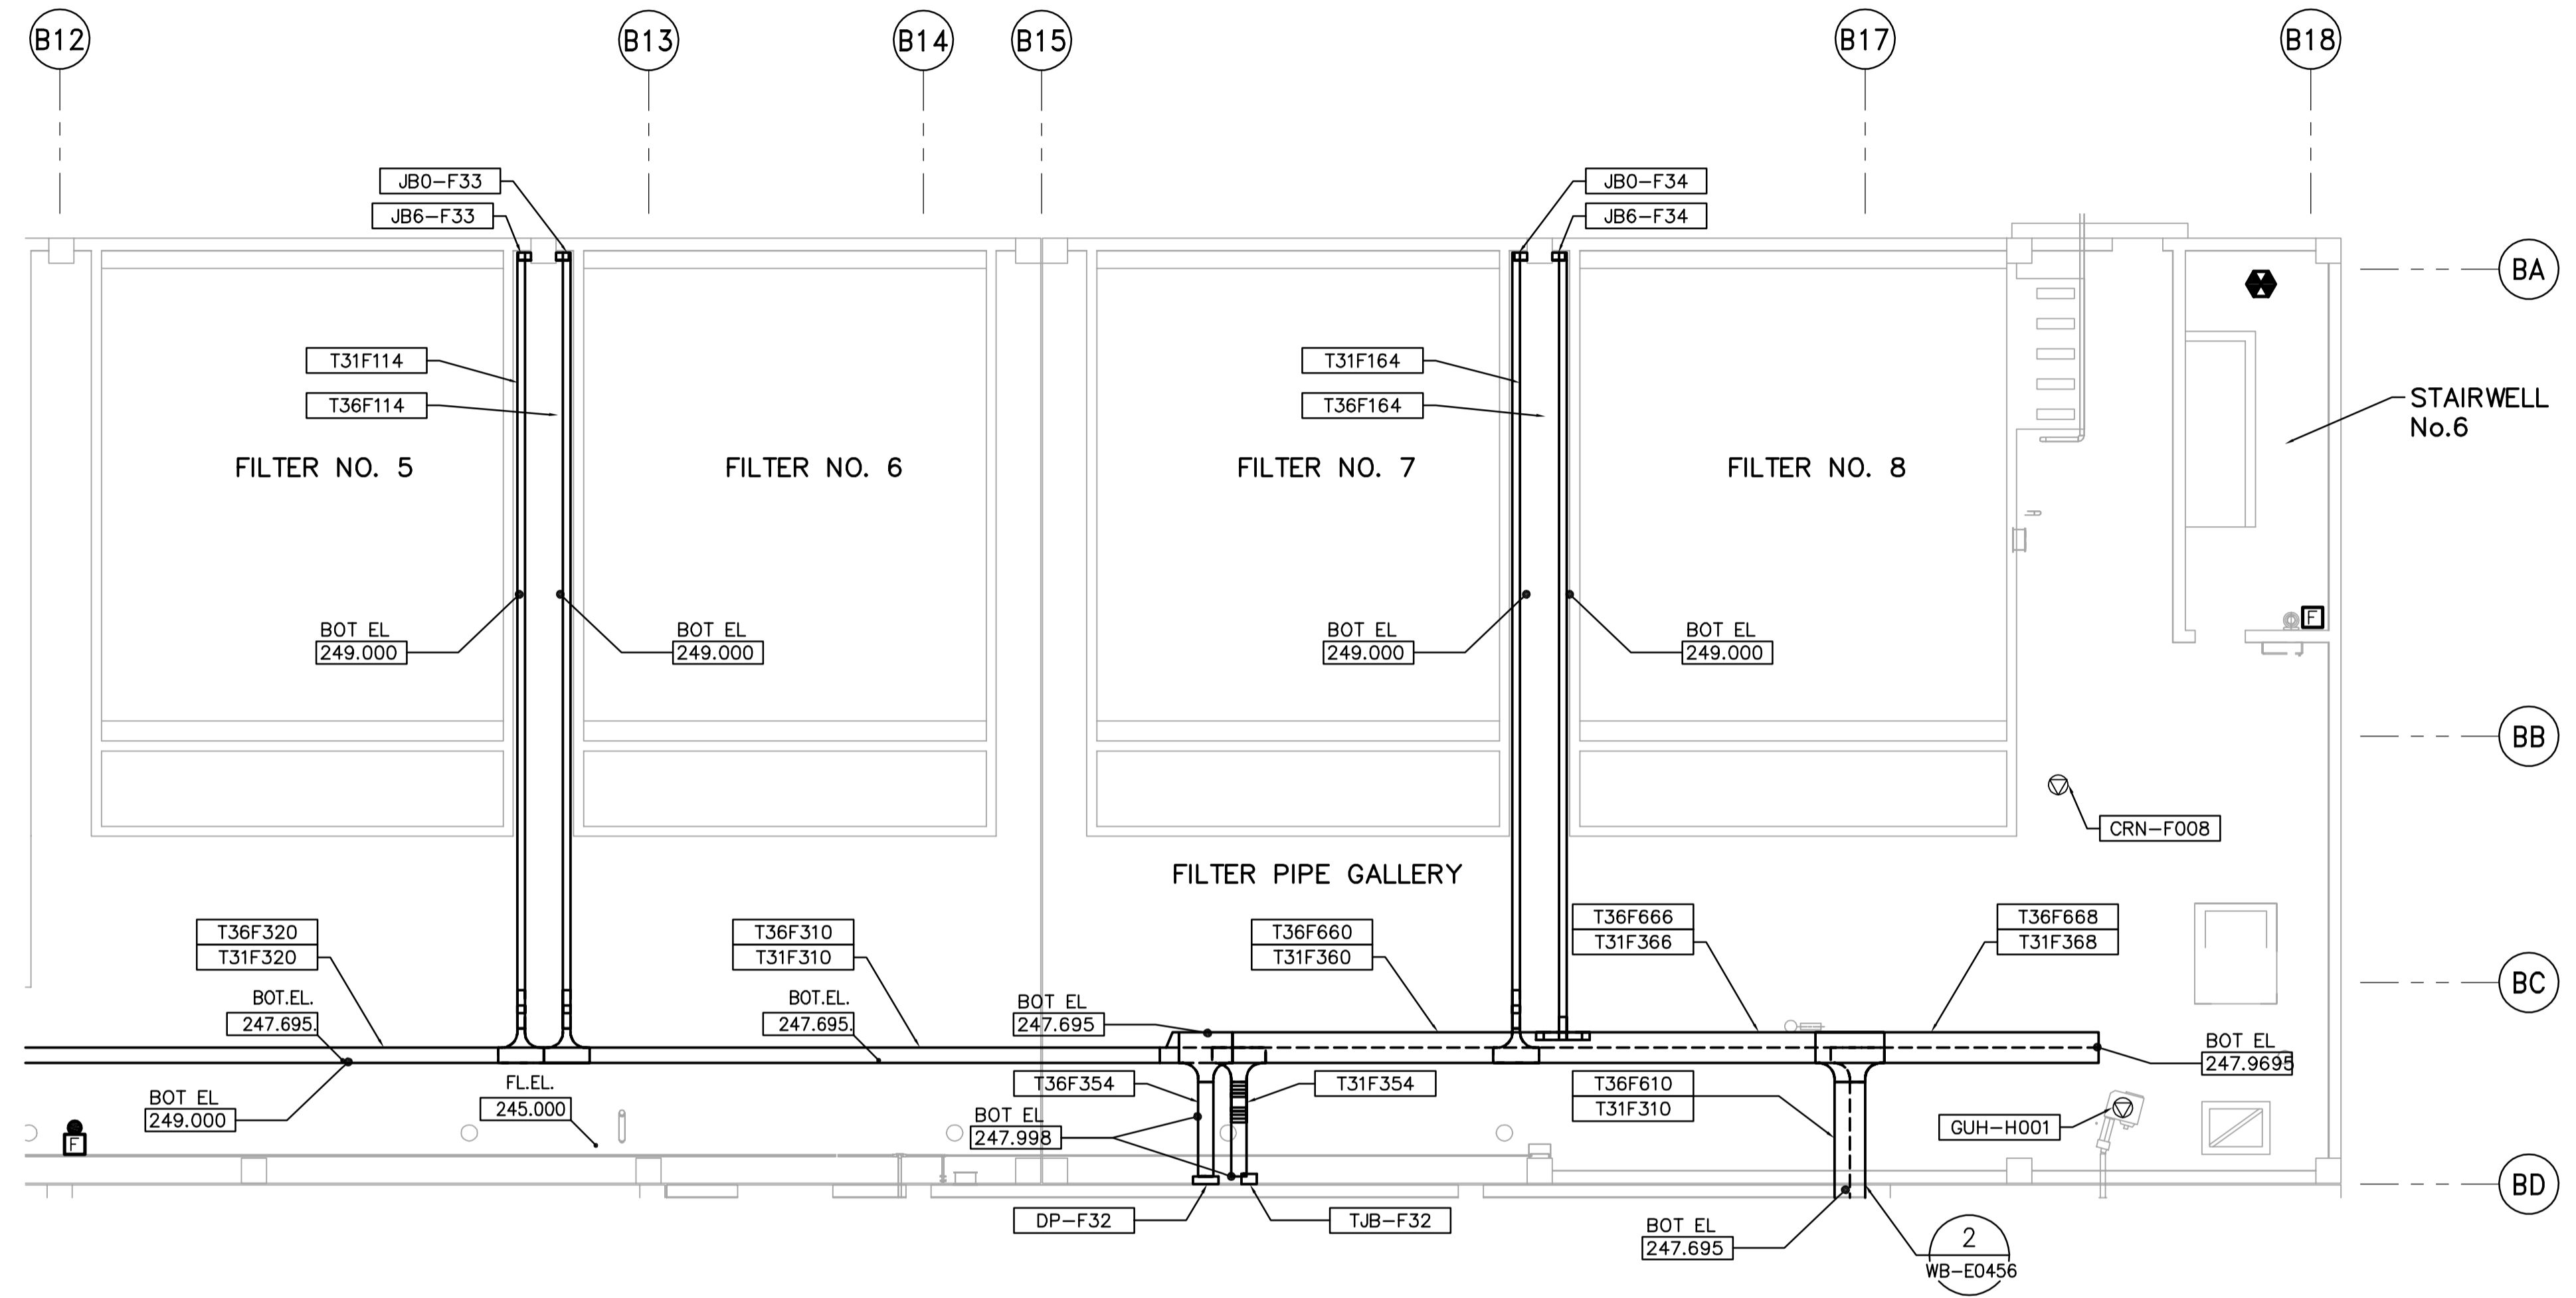 B12
B13
B14
B15
B17
B18
JB0-F33
JB0-F34
JB6-F33
JB6-F34
BA
T31F114
T31F164
T36F114
T36F164
STAIRWELL
No.6
FILTER NO. 5
FILTER NO. 6
FILTER NO. 7
FILTER NO. 8
F
BOT EL
249.000
BOT EL
249.000
BOT EL
249.000
BOT EL
249.000
BB
CRN-F008
FILTER PIPE GALLERY
T36F320
T31F320
T36F310
T31F310
T36F660
T31F360
T36F666
T31F366
T36F668
T31F368
BC
BOT.EL.
247.695.
BOT.EL.
247.695.
BOT EL
247.695
BOT EL
247.9695
FL.EL.
245.000
BOT EL
249.000
T36F354
T31F354
T36F610
T31F310
BOT EL
247.998
GUH-H001
F
BD
DP-F32
TJB-F32
BOT EL
247.695
2
WB-E0456